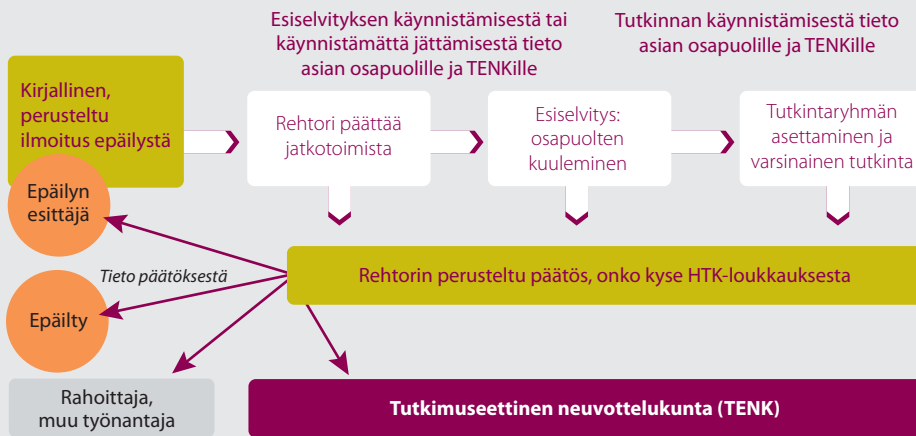 Esiselvityksen käynnistämisestä tai
käynnistämättä jättämisestä tieto
asian osapuolille ja TENKille
Tutkinnan käynnistämisestä tieto
asian osapuolille ja TENKille
Kirjallinen,
perusteltu
ilmoitus epäilystä
Rehtori päättää
jatkotoimista
Esiselvitys:
osapuolten
kuuleminen
Tutkintaryhmän
asettaminen ja
varsinainen tutkinta
Epäilyn
esittäjä
Tieto päätöksestä
Rehtorin perusteltu päätös, onko kyse HTK-loukkauksesta
Epäilty
Rahoittaja,
muu työnantaja
Tutkimuseettinen neuvottelukunta (TENK)